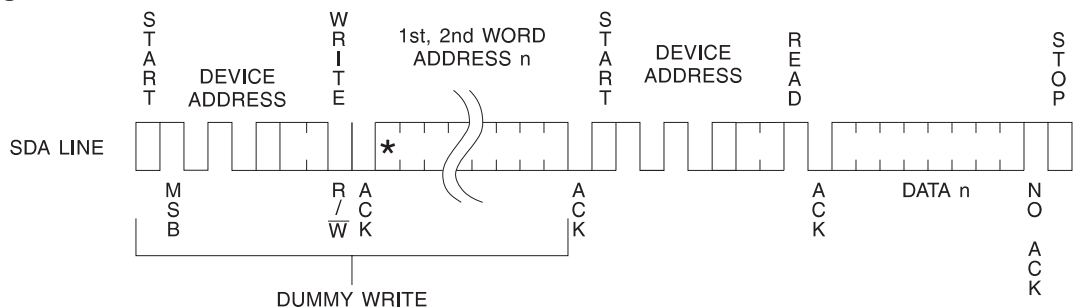 START
DEVICE
ADDRESS
WRITE
1st, 2nd WORD
ADDRESS n
START
DEVICE
ADDRESS
READ
STOP
SDA LINE
*
MSB
R/W
ACK
ACK
ACK
DATA n
NO ACK
DUMMY WRITE